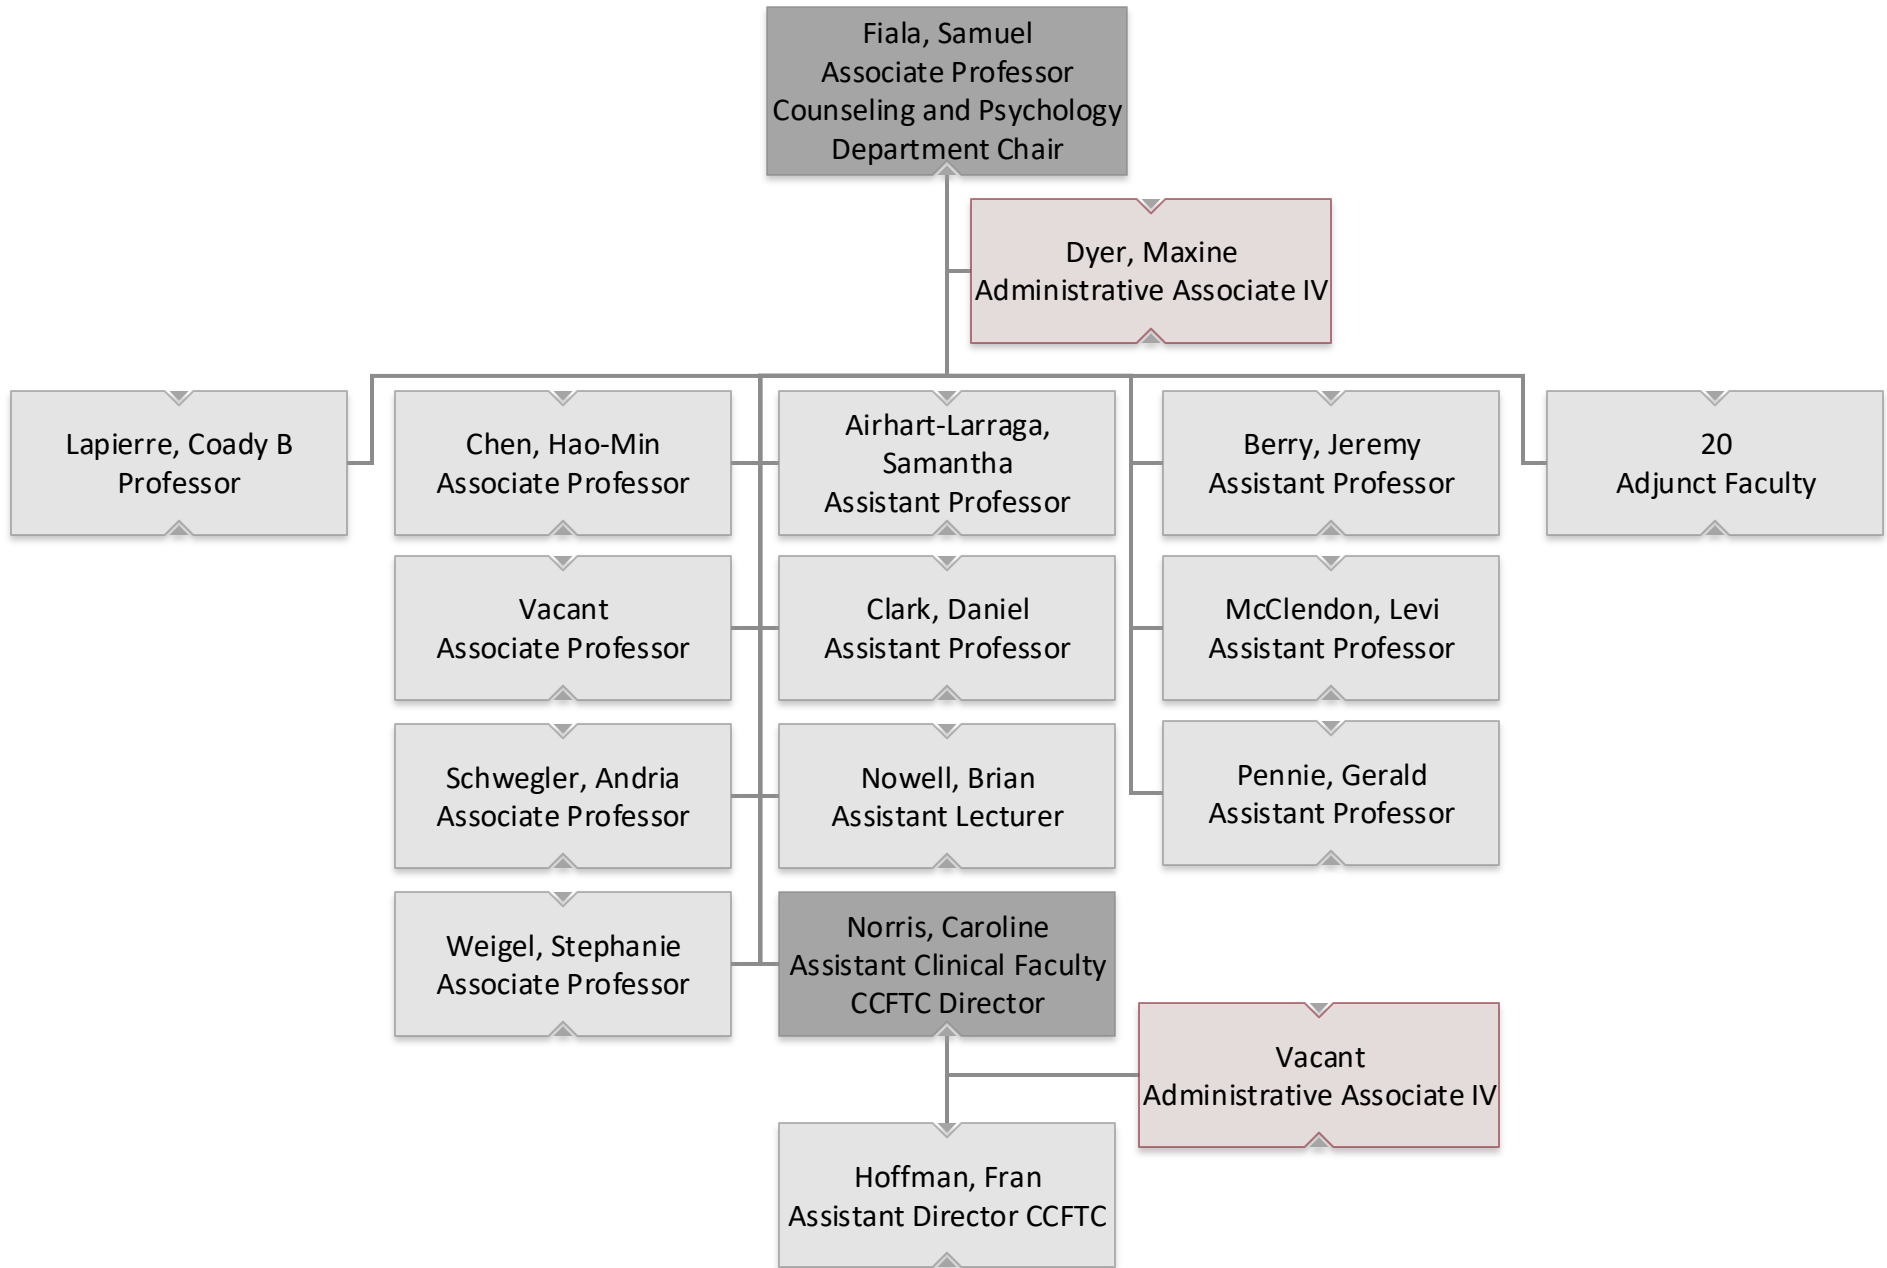 Fiala, Samuel
Associate Professor
Counseling and Psychology
Department Chair
Dyer, Maxine
Administrative Associate IV
Lapierre, Coady B
Professor
Chen, Hao-Min
Associate Professor
Airhart-Larraga,
Samantha
Assistant Professor
Berry, Jeremy
Assistant Professor
20
Adjunct Faculty
Vacant
Associate Professor
Clark, Daniel
Assistant Professor
McClendon, Levi
Assistant Professor
Schwegler, Andria
Associate Professor
Nowell, Brian
Assistant Lecturer
Pennie, Gerald
Assistant Professor
Weigel, Stephanie
Associate Professor
Norris, Caroline
Assistant Clinical Faculty
CCFTC Director
Vacant
Administrative Associate IV
Hoffman, Fran
Assistant Director CCFTC